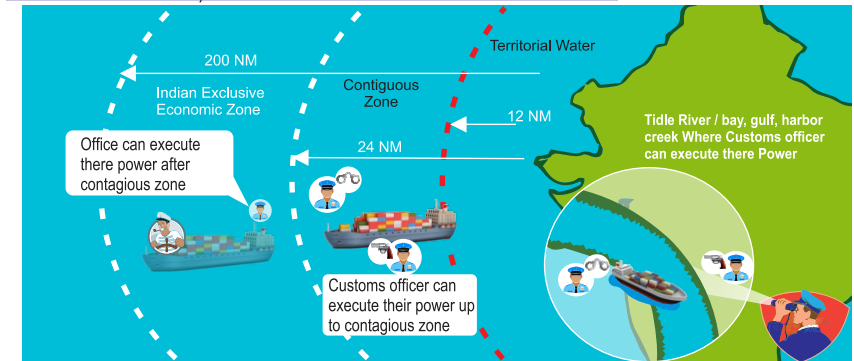 Territorial Water
200 NM
Indian Exclusive
Economic Zone
Contiguous
Zone
12 NM
Tidle River / bay, gulf, harbor
creek Where Customs officer
can execute there Power
24 NM
Office can execute
there power after
contagious zone
Customs officer can
execute their power up
to contagious zone